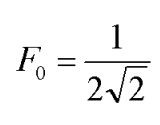 F₀ = 1/(2√2)